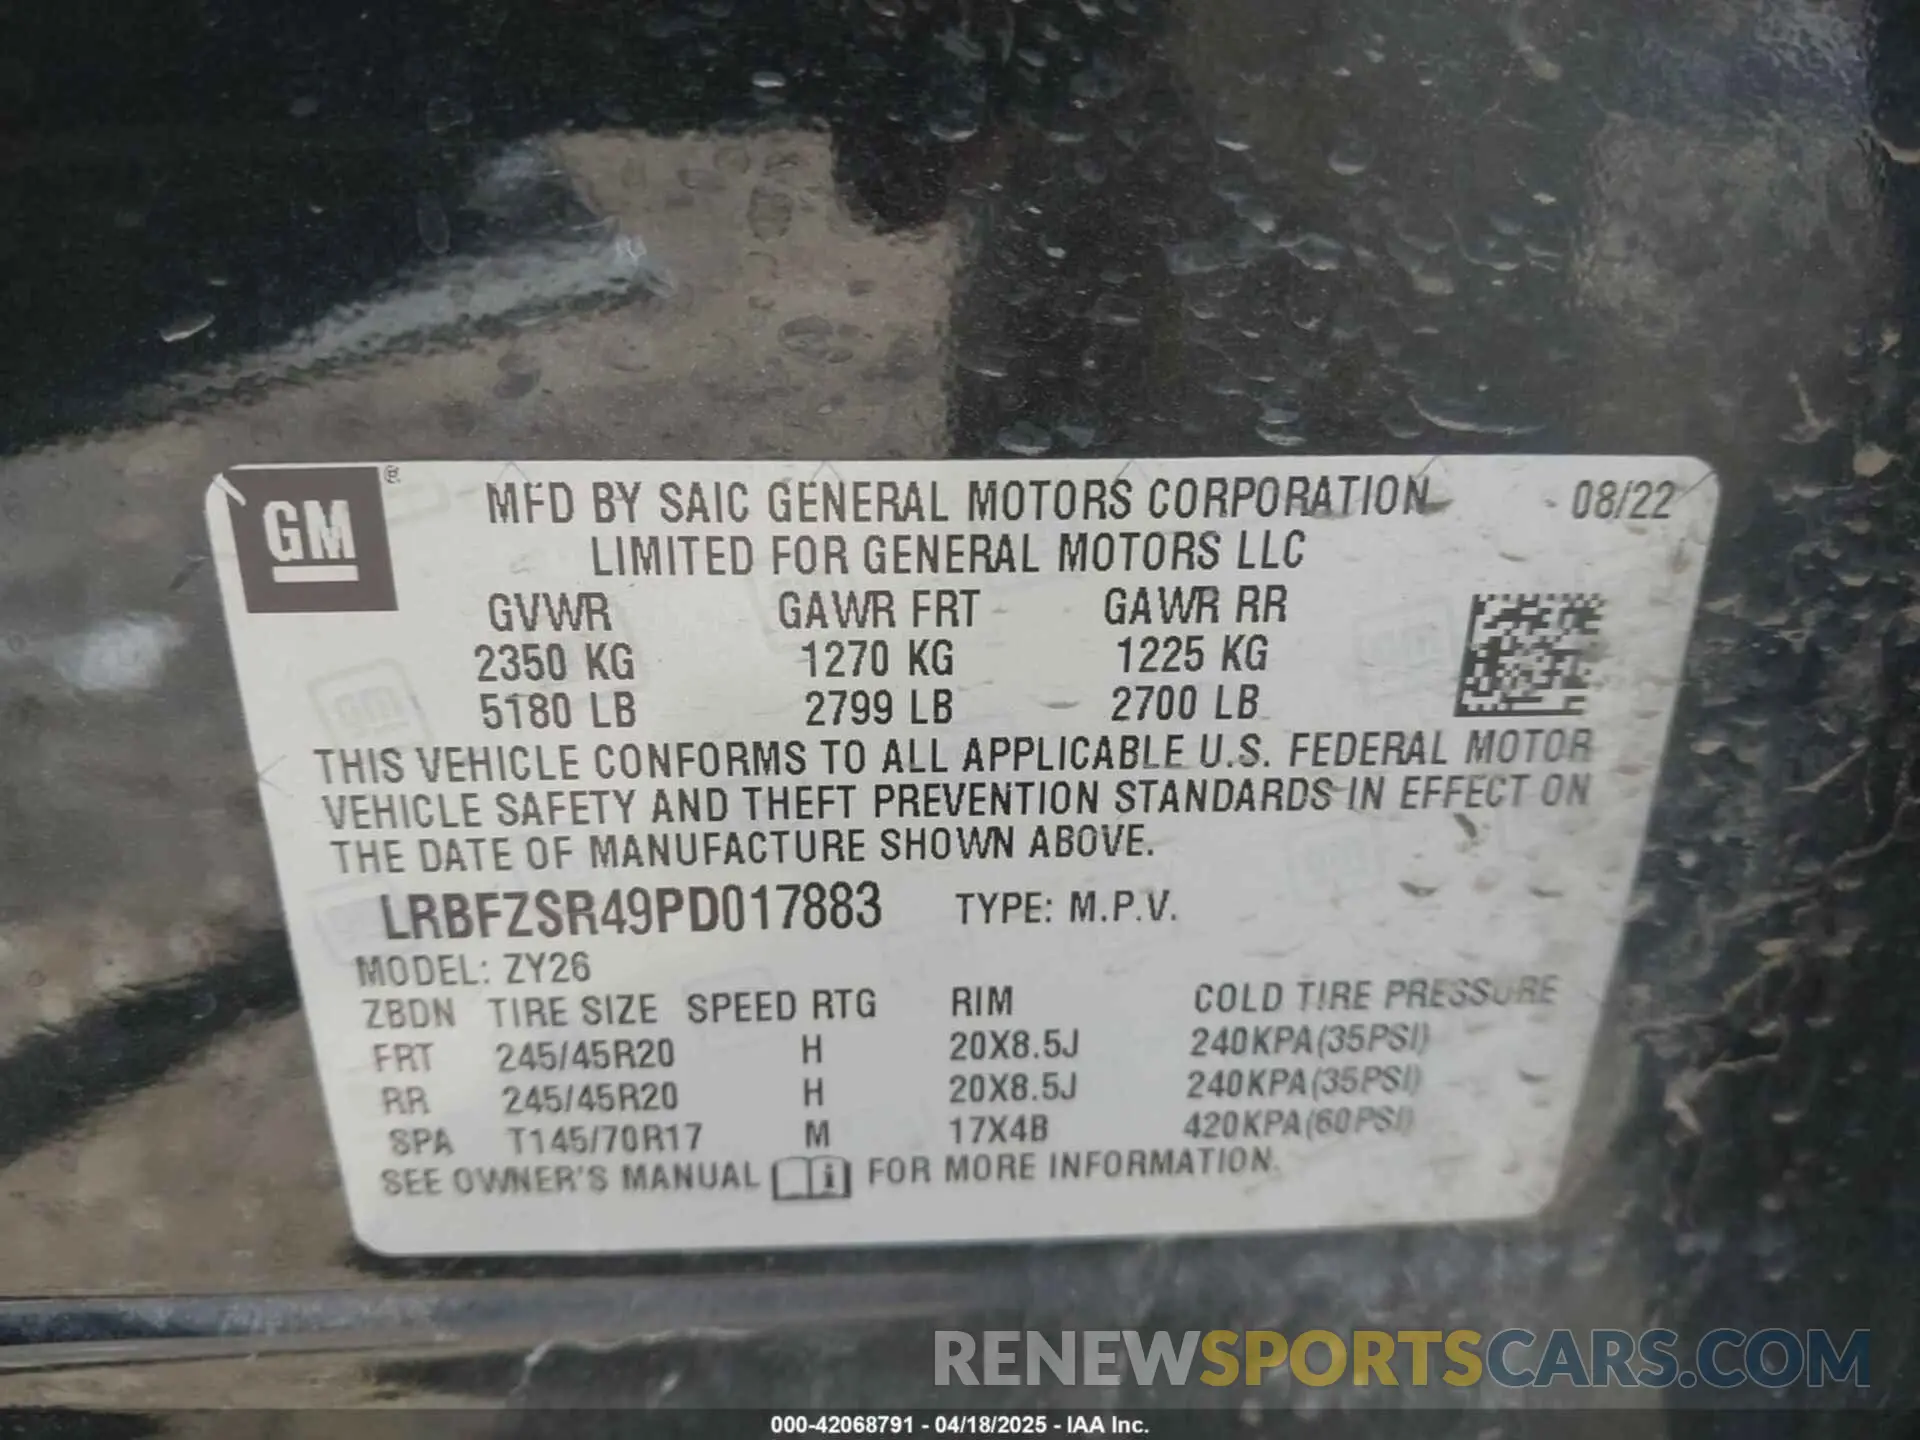 GM ®
MFD BY SAIC GENERAL MOTORS CORPORATION 08/22
LIMITED FOR GENERAL MOTORS LLC
GVWR GAWR FRT GAWR RR
2350 KG 1270 KG 1225 KG
5180 LB 2799 LB 2700 LB
THIS VEHICLE CONFORMS TO ALL APPLICABLE U.S. FEDERAL MOTOR
VEHICLE SAFETY AND THEFT PREVENTION STANDARDS IN EFFECT ON
THE DATE OF MANUFACTURE SHOWN ABOVE.
LRBFZSR49PD017883 TYPE: M.P.V.
MODEL: ZY26
ZBDN TIRE SIZE SPEED RTG RIM COLD TIRE PRESSURE
FRT 245/45R20 H 20X8.5J 240KPA(35PSI)
RR 245/45R20 H 20X8.5J 240KPA(35PSI)
SPA T145/70R17 M 17X4B 420KPA(60PSI)
SEE OWNER'S MANUAL i FOR MORE INFORMATION.
RENEWSPORTSCARS.COM
000-42068791 - 04/18/2025 - IAA Inc.